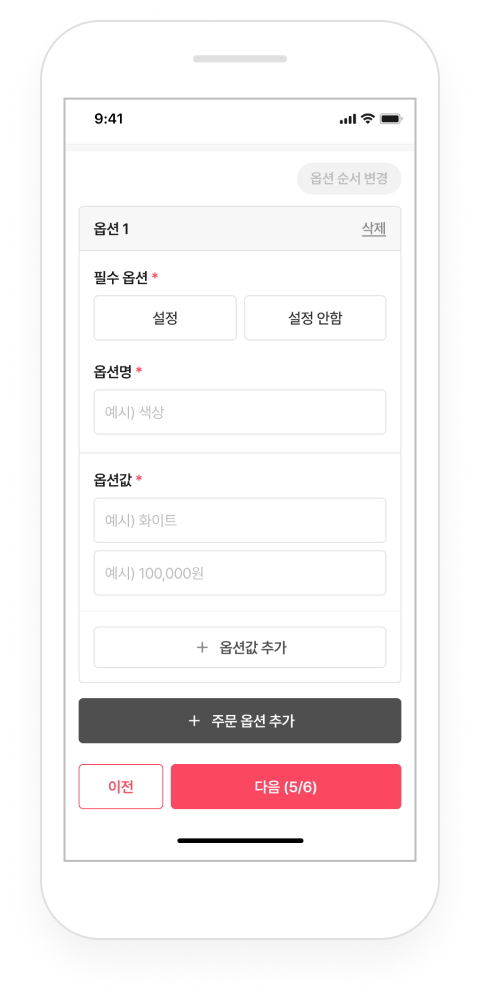 9:41
옵션 순서 변경
옵션 1 삭제
필수 옵션 *
설정 설정 안함
옵션명 *
예시) 색상
옵션값 *
예시) 화이트
예시) 100,000원
+ 옵션값 추가
+ 주문 옵션 추가
이전 다음 (5/6)